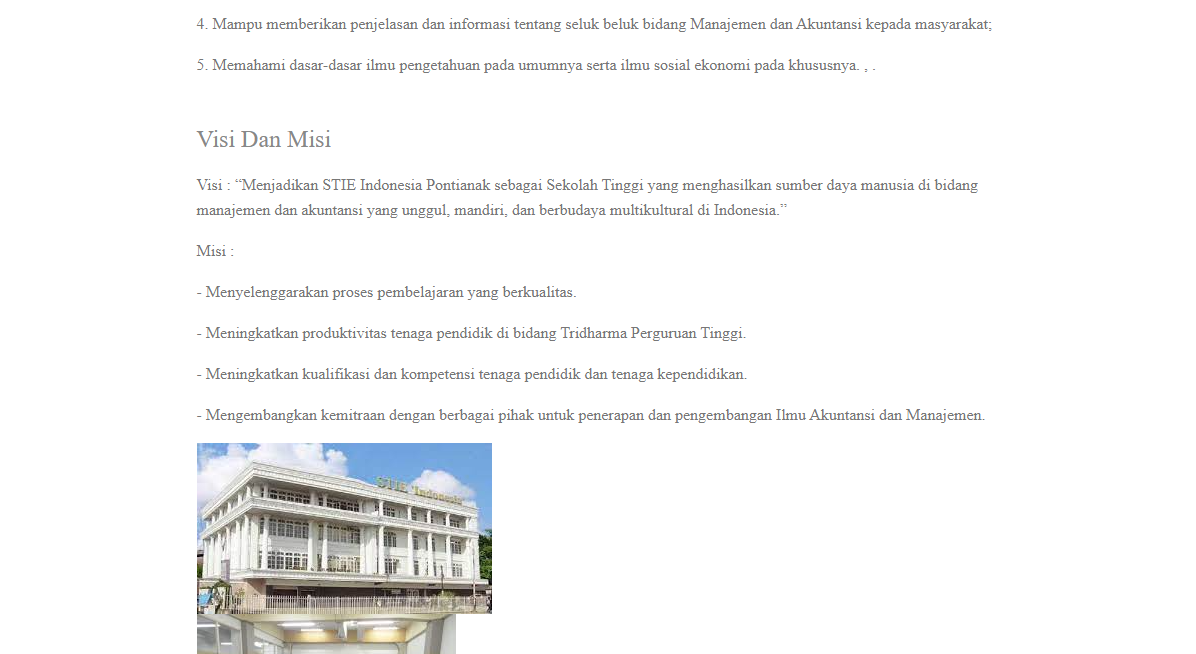 4. Mampu memberikan penjelasan dan informasi tentang seluk beluk bidang Manajemen dan Akuntansi kepada masyarakat;
5. Memahami dasar-dasar ilmu pengetahuan pada umumnya serta ilmu sosial ekonomi pada khususnya. , .
Visi Dan Misi
Visi : “Menjadikan STIE Indonesia Pontianak sebagai Sekolah Tinggi yang menghasilkan sumber daya manusia di bidang
manajemen dan akuntansi yang unggul, mandiri, dan berbudaya multikultural di Indonesia.”
Misi :
- Menyelenggarakan proses pembelajaran yang berkualitas.
- Meningkatkan produktivitas tenaga pendidik di bidang Tridharma Perguruan Tinggi.
- Meningkatkan kualifikasi dan kompetensi tenaga pendidik dan tenaga kependidikan.
- Mengembangkan kemitraan dengan berbagai pihak untuk penerapan dan pengembangan Ilmu Akuntansi dan Manajemen.
STIE Indonesia